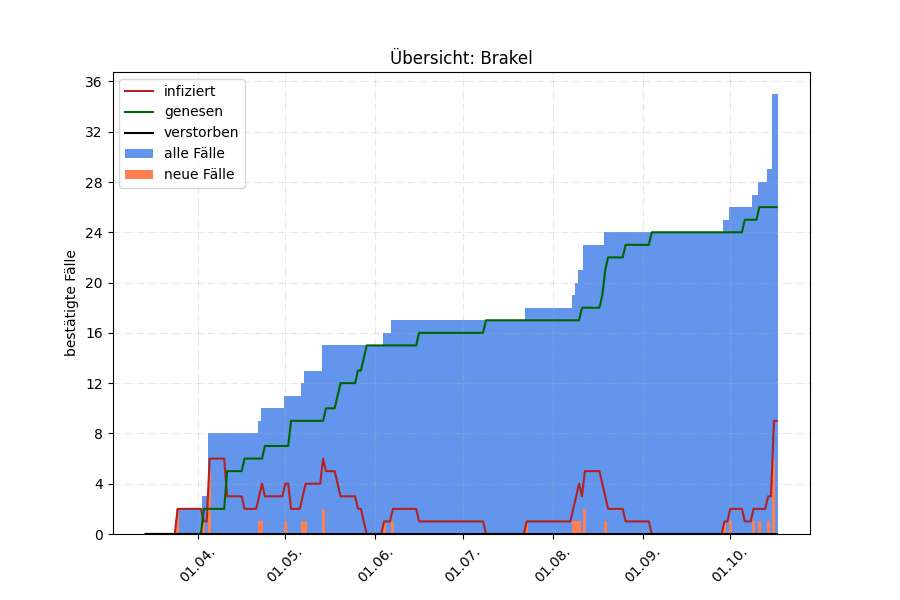 Übersicht: Brakel
infiziert
genesen
verstorben
alle Fälle
neue Fälle
bestätigte Fälle
36
32
28
24
20
16
12
8
4
0
01.04.
01.05.
01.06.
01.07.
01.08.
01.09.
01.10.